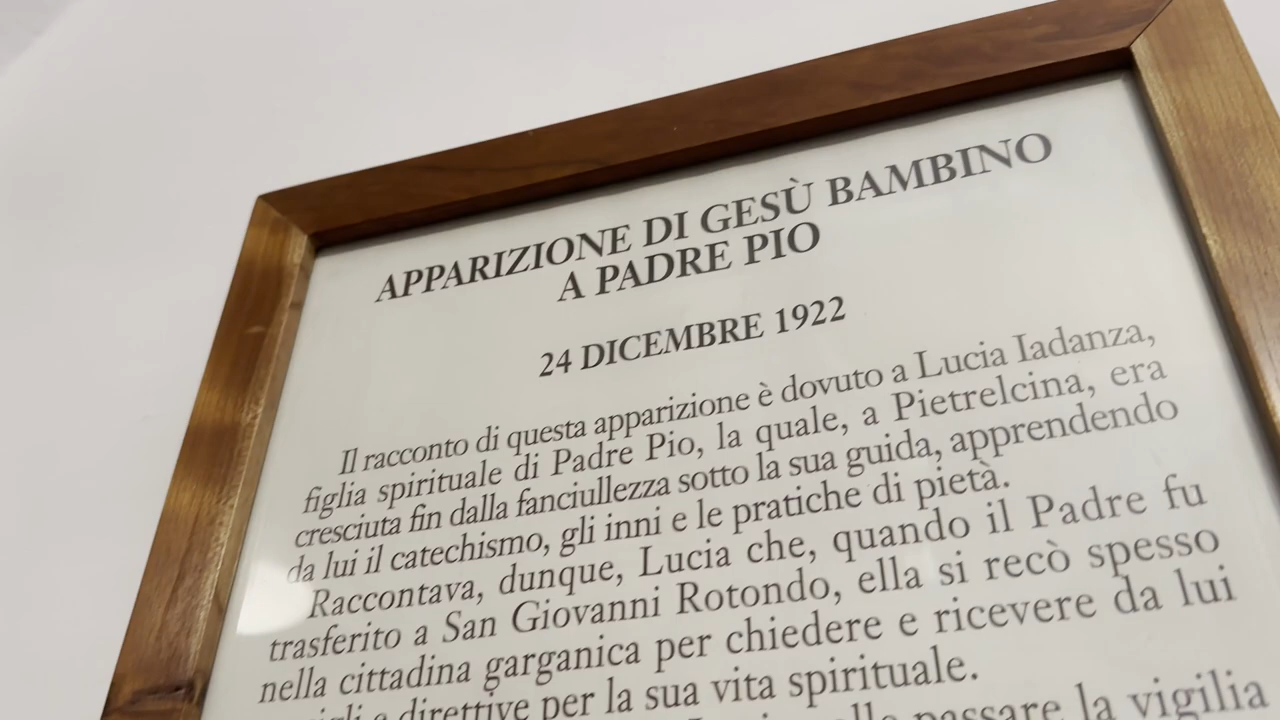 APPARIZIONE DI GESÙ BAMBINO
A PADRE PIO
24 DICEMBRE 1922
Il racconto di questa apparizione è dovuto a Lucia Iadanza,
figlia spirituale di Padre Pio, la quale, a Pietrelcina, era
cresciuta fin dalla fanciullezza sotto la sua guida, apprendendo
da lui il catechismo, gli inni e le pratiche di pietà.
Raccontava, dunque, Lucia che, quando il Padre fu
trasferito a San Giovanni Rotondo, ella si recò spesso
nella cittadina garganica per chiedere e ricevere da lui
e direttive per la sua vita spirituale.
passare la vigilia